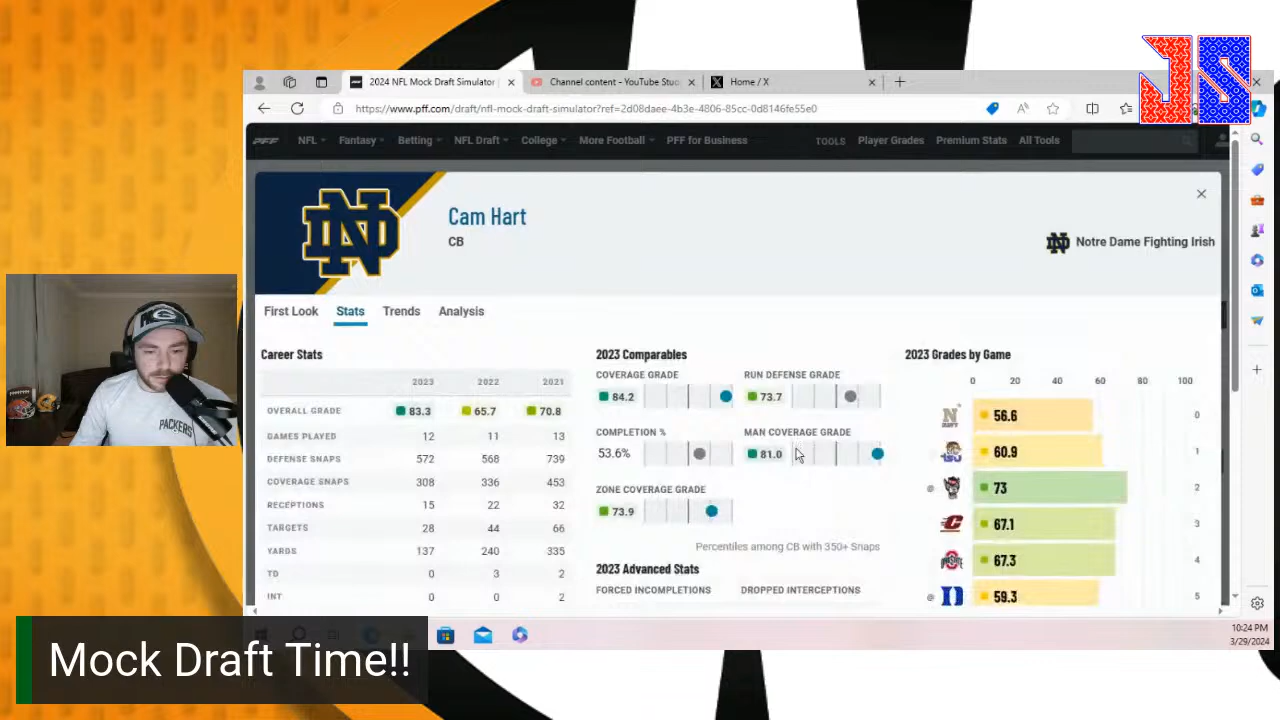 JS
2024 NFL Mock Draft Simulator
Channel content - YouTube Stuo
Home / X
https://www.pff.com/draft/nfl-mock-draft-simulator?ref=2d08daee-4b3e-4806-85cc-0d8146fe55e0
PFF NFL Fantasy Betting NFL Draft College More Football PFF for Business TOOLS Player Grades Premium Stats All Tools
Cam Hart
CB
Notre Dame Fighting Irish
First Look Stats Trends Analysis
Career Stats
2023 2022 2021
OVERALL GRADE 83.3 65.7 70.8
GAMES PLAYED 12 11 13
DEFENSE SNAPS 572 568 739
COVERAGE SNAPS 308 336 453
RECEPTIONS 15 22 32
TARGETS 28 44 66
YARDS 137 240 335
TD 0 3 2
INT 0 0 2
2023 Comparables
COVERAGE GRADE RUN DEFENSE GRADE
84.2 73.7
COMPLETION % MAN COVERAGE GRADE
53.6% 81.0
ZONE COVERAGE GRADE
73.9
Percentiles among CB with 350+ Snaps
2023 Advanced Stats
FORCED INCOMPLETIONS DROPPED INTERCEPTIONS
2023 Grades by Game
0 20 40 60 80 100
56.6 0
60.9 1
@ 73 2
67.1 3
67.3 4
@ 59.3 5
PACKERS
10:24 PM
3/29/2024
Mock Draft Time!!